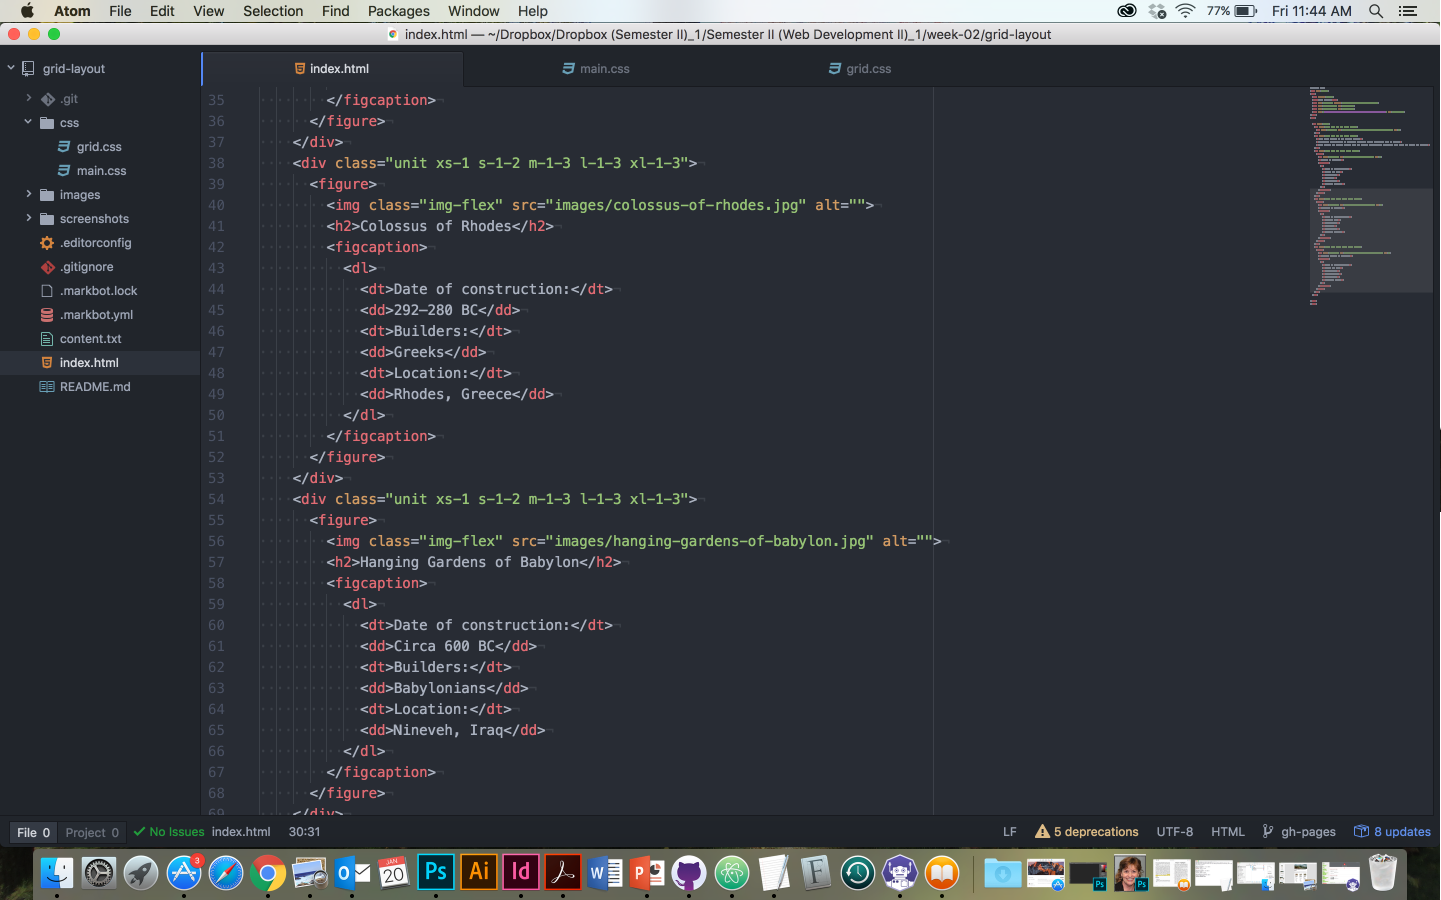 Atom File Edit View Selection Find Packages Window Help 77% Fri 11:44 AM
index.html — ~/Dropbox/Dropbox (Semester II)_1/Semester II (Web Development II)_1/week-02/grid-layout
grid-layout
.git
css
grid.css
main.css
images
screenshots
.editorconfig
.gitignore
.markbot.lock
.markbot.yml
content.txt
index.html
README.md
index.html main.css grid.css
35 </figcaption>
36 </figure>
37 </div>
38 <div class="unit xs-1 s-1-2 m-1-3 l-1-3 xl-1-3">
39 <figure>
40 <img class="img-flex" src="images/colossus-of-rhodes.jpg" alt="">
41 <h2>Colossus of Rhodes</h2>
42 <figcaption>
43 <dl>
44 <dt>Date of construction:</dt>
45 <dd>292–280 BC</dd>
46 <dt>Builders:</dt>
47 <dd>Greeks</dd>
48 <dt>Location:</dt>
49 <dd>Rhodes, Greece</dd>
50 </dl>
51 </figcaption>
52 </figure>
53 </div>
54 <div class="unit xs-1 s-1-2 m-1-3 l-1-3 xl-1-3">
55 <figure>
56 <img class="img-flex" src="images/hanging-gardens-of-babylon.jpg" alt="">
57 <h2>Hanging Gardens of Babylon</h2>
58 <figcaption>
59 <dl>
60 <dt>Date of construction:</dt>
61 <dd>Circa 600 BC</dd>
62 <dt>Builders:</dt>
63 <dd>Babylonians</dd>
64 <dt>Location:</dt>
65 <dd>Nineveh, Iraq</dd>
66 </dl>
67 </figcaption>
68 </figure>
69 </div>
File 0 Project 0 No Issues index.html 30:31 LF 5 deprecations UTF-8 HTML gh-pages 8 updates
3 JAN 20 Ps Ai Id W P F Ps Ps